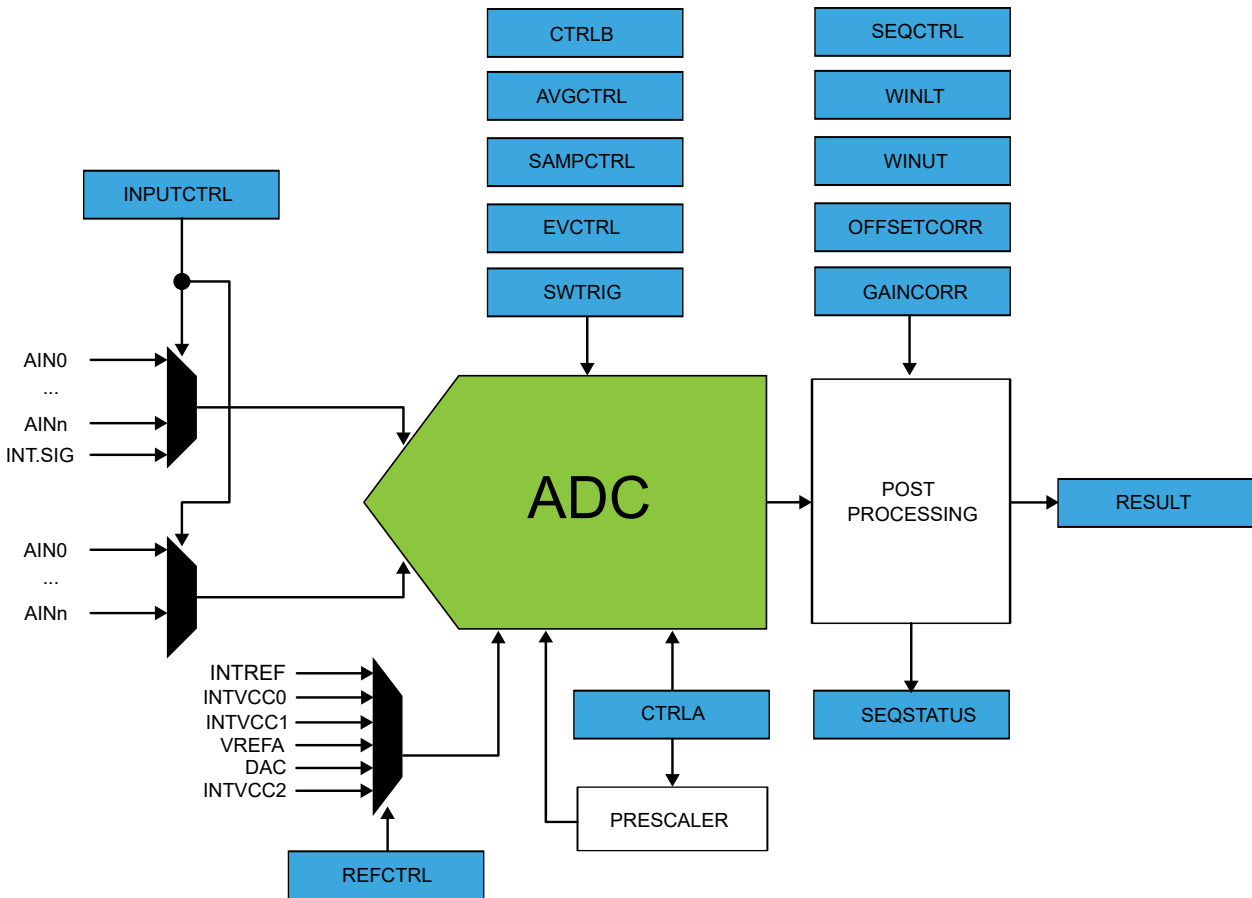 CTRLB
SEQCTRL
AVGCTRL
WINLT
SAMPCTRL
WINUT
INPUTCTRL
EVCTRL
OFFSETCORR
SWTRIG
GAINCORR
AIN0
...
AINn
INT.SIG
ADC
POST
PROCESSING
RESULT
AIN0
...
AINn
INTREF
INTVCC0
INTVCC1
VREFA
DAC
INTVCC2
CTRLA
SEQSTATUS
PRESCALER
REFCTRL